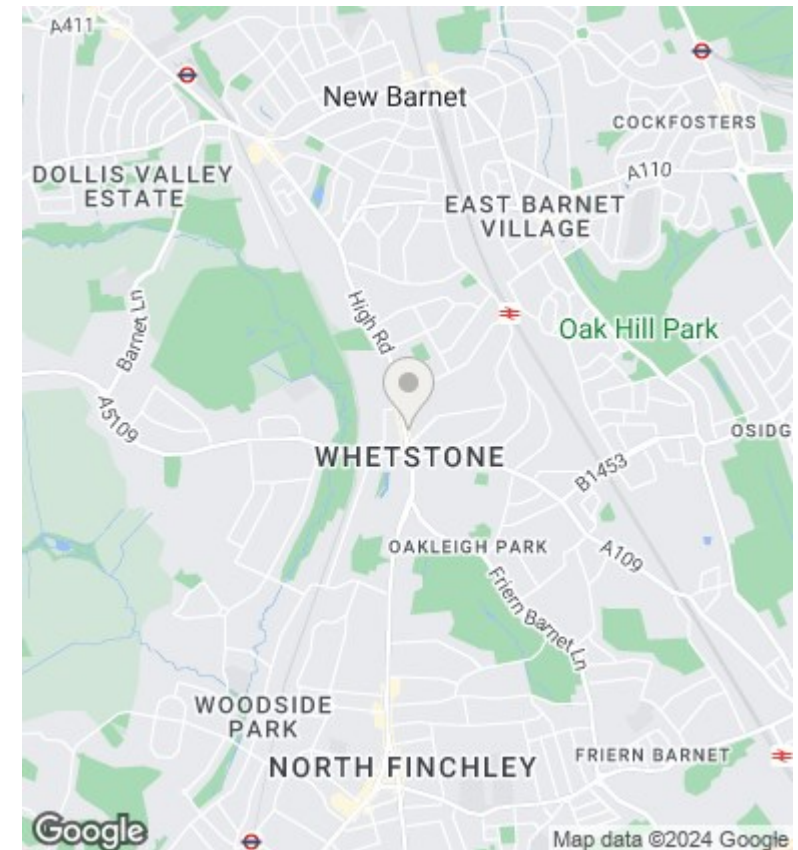 A411
New Barnet
COCKFOSTERS
DOLLIS VALLEY
ESTATE
A110
EAST BARNET
VILLAGE
Barnet Ln
High Rd
Oak Hill Park
A5109
WHETSTONE
OSIDG
B1453
OAKLEIGH PARK
A109
Friern Barnet Ln
WOODSIDE
PARK
NORTH FINCHLEY
FRIERN BARNET
Google
Map data ©2024 Google